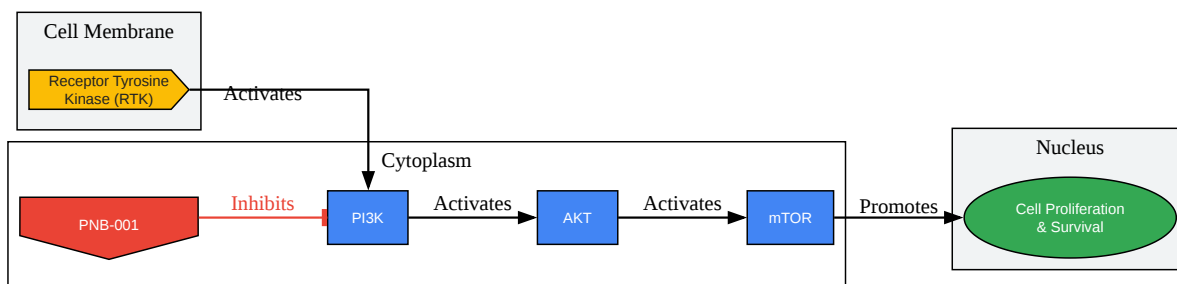 Cell Membrane
Receptor Tyrosine
Kinase (RTK)
Activates
Cytoplasm
PNB-001
Inhibits
PI3K
Activates
AKT
Activates
mTOR
Promotes
Nucleus
Cell Proliferation
& Survival